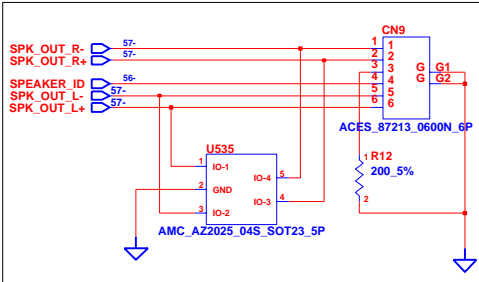 CN9
SPK_OUT_R- 57- 1 1
SPK_OUT_R+ 57- 2 2
3 3 G G1
SPEAKER_ID 56- 4 4 G G2
SPK_OUT_L- 57- 5 5
SPK_OUT_L+ 57- 6 6
ACES_87213_0600N_6P
U535
1 R12
200_5%
2
1 IO-1 IO-4 5
2 GND
3 IO-2 IO-3 4
AMC_AZ2025_04S_SOT23_5P